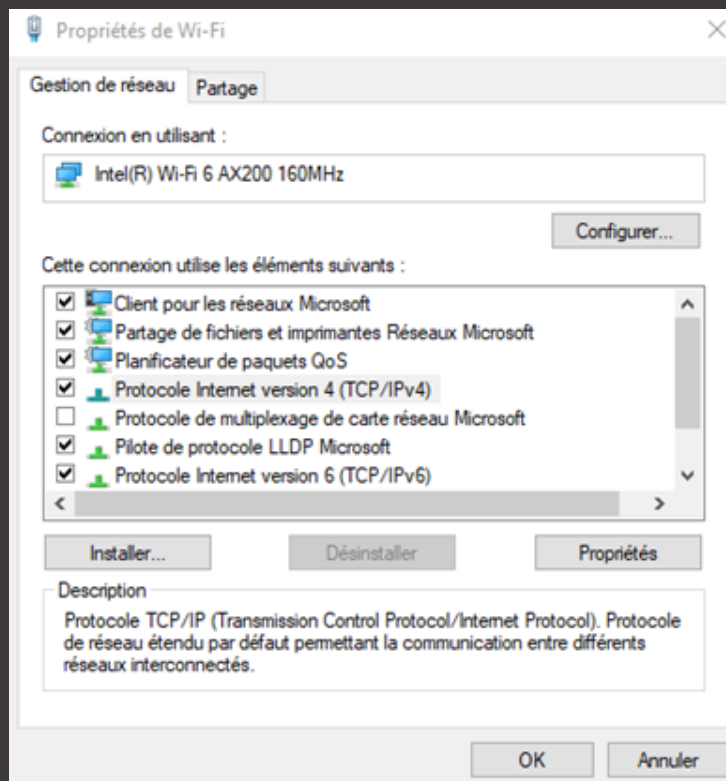 Propriétés de Wi-Fi
Gestion de réseau
Partage
Connexion en utilisant :
Intel(R) Wi-Fi 6 AX200 160MHz
Configurer...
Cette connexion utilise les éléments suivants :
Client pour les réseaux Microsoft
Partage de fichiers et imprimantes Réseaux Microsoft
Planificateur de paquets QoS
Protocole Internet version 4 (TCP/IPv4)
Protocole de multiplexage de carte réseau Microsoft
Pilote de protocole LLDP Microsoft
Protocole Internet version 6 (TCP/IPv6)
Installer...
Désinstaller
Propriétés
Description
Protocole TCP/IP (Transmission Control Protocol/Internet Protocol). Protocole
de réseau étendu par défaut permettant la communication entre différents
réseaux interconnectés.
OK
Annuler